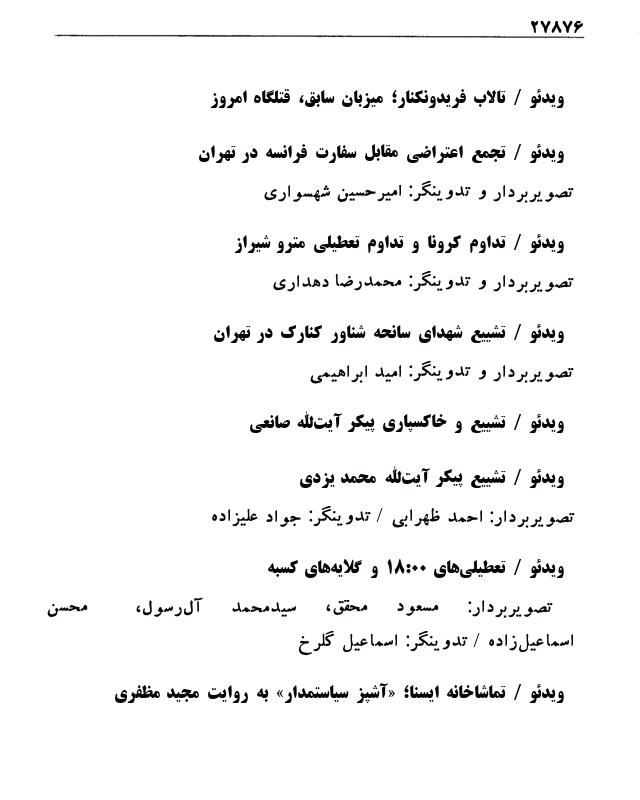 ۲۷۸۷۶
ویدئو / تالاب فریدونکنار؛ میزبان سابق، قتلگاه امروز
ویدئو / تجمع اعتراضی مقابل سفارت فرانسه در تهران
تصویربردار و تدوینگر: امیرحسین شهسواری
ویدئو / تداوم کرونا و تداوم تعطیلی مترو شیراز
تصویربردار و تدوینگر: محمدرضا دهداری
ویدئو / تشییع شهدای سانحه شناور کنارک در تهران
تصویربردار و تدوینگر: امید ابراهیمی
ویدئو / تشییع و خاکسپاری پیکر آیت‌الله صانعی
ویدئو / تشییع پیکر آیت‌الله محمد یزدی
تصویربردار: احمد ظهرابی / تدوینگر: جواد علیزاده
ویدئو / تعطیلی‌های ۱۸:۰۰ و گلایه‌های کسبه
تصویربردار: مسعود محقق، سیدمحمد آل‌رسول، محسن
اسماعیل‌زاده / تدوینگر: اسماعیل گلرخ
ویدئو / تماشاخانه ایسنا؛ «آشپز سیاستمدار» به روایت مجید مظفری